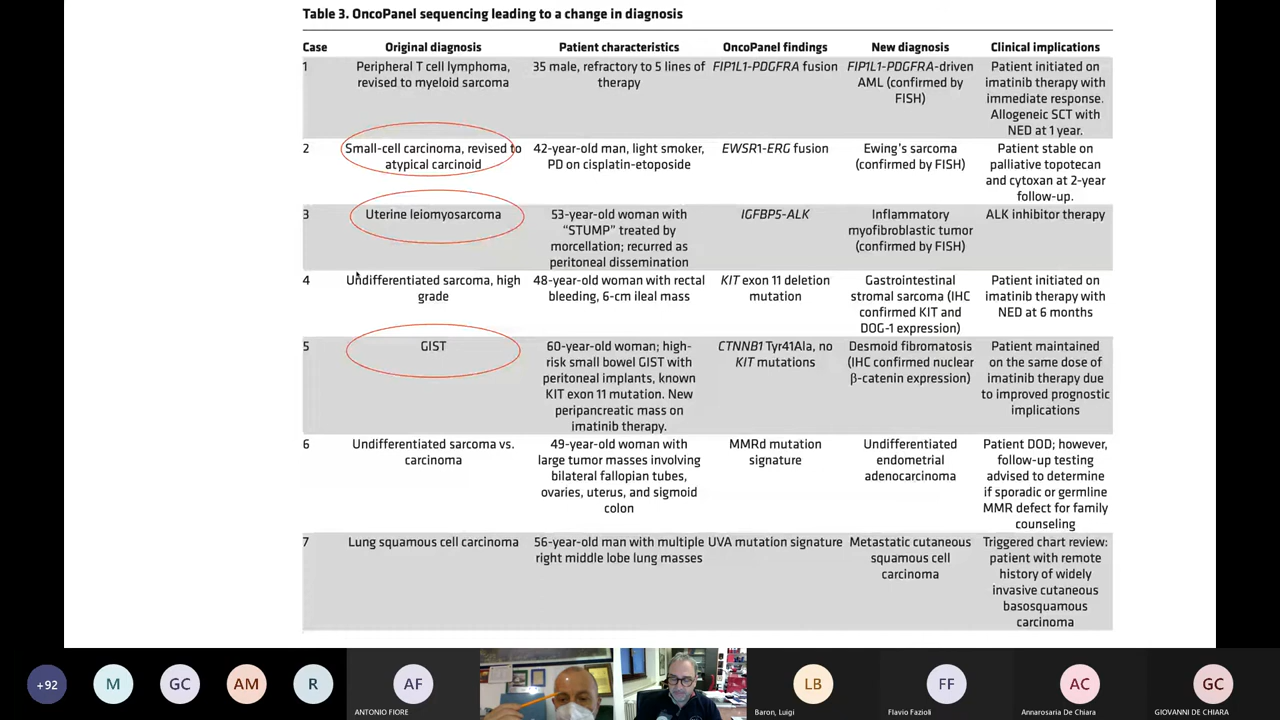 Table 3. OncoPanel sequencing leading to a change in diagnosis
Case Original diagnosis Patient characteristics OncoPanel findings New diagnosis Clinical implications
1 Peripheral T cell lymphoma, 35 male, refractory to 5 lines of FIP1L1-PDGFRA fusion FIP1L1-PDGFRA-driven Patient initiated on
revised to myeloid sarcoma therapy AML (confirmed by imatinib therapy with
FISH) immediate response.
Allogeneic SCT with
NED at 1 year.
2 Small-cell carcinoma, revised to 42-year-old man, light smoker, EWSR1-ERG fusion Ewing's sarcoma Patient stable on
atypical carcinoid PD on cisplatin-etoposide (confirmed by FISH) palliative topotecan
and cytoxan at 2-year
follow-up.
3 Uterine leiomyosarcoma 53-year-old woman with IGFBP5-ALK Inflammatory ALK inhibitor therapy
“STUMP” treated by myofibroblastic tumor
morcellation; recurred as (confirmed by FISH)
peritoneal dissemination
4 Undifferentiated sarcoma, high 48-year-old woman with rectal KIT exon 11 deletion Gastrointestinal Patient initiated on
grade bleeding, 6-cm ileal mass mutation stromal sarcoma (IHC imatinib therapy with
confirmed KIT and NED at 6 months
DOG-1 expression)
5 GIST 60-year-old woman; high- CTNNB1 Tyr41Ala, no Desmoid fibromatosis Patient maintained
risk small bowel GIST with KIT mutations (IHC confirmed nuclear on the same dose of
peritoneal implants, known β-catenin expression) imatinib therapy due
KIT exon 11 mutation. New to improved prognostic
peripancreatic mass on implications
imatinib therapy.
6 Undifferentiated sarcoma vs. 49-year-old woman with MMRd mutation Undifferentiated Patient DOD; however,
carcinoma large tumor masses involving signature endometrial follow-up testing
bilateral fallopian tubes, adenocarcinoma advised to determine
ovaries, uterus, and sigmoid if sporadic or germline
colon MMR defect for family
counseling
7 Lung squamous cell carcinoma 56-year-old man with multiple UVA mutation signature Metastatic cutaneous Triggered chart review:
right middle lobe lung masses squamous cell patient with remote
carcinoma history of widely
invasive cutaneous
basosquamous
carcinoma
+92 M GC AM R AF LB FF AC GC
ANTONIO FIORE Baron, Luigi Flavio Fazioli Annarosaria De Chiara GIOVANNI DE CHIARA